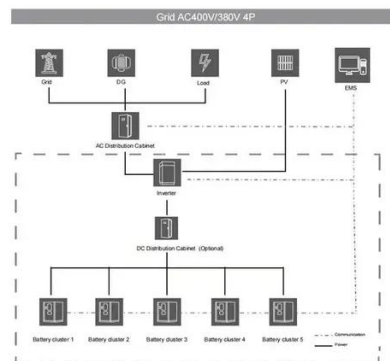 Grid AC400V/380V 4P
Grid
DG
Load
PV
EMS
AC Distribution Cabinet
Inverter
DC Distribution Cabinet (Optional)
Battery cluster 1
Battery cluster 2
Battery cluster 3
Battery cluster 4
Battery cluster 5
Communication
Power